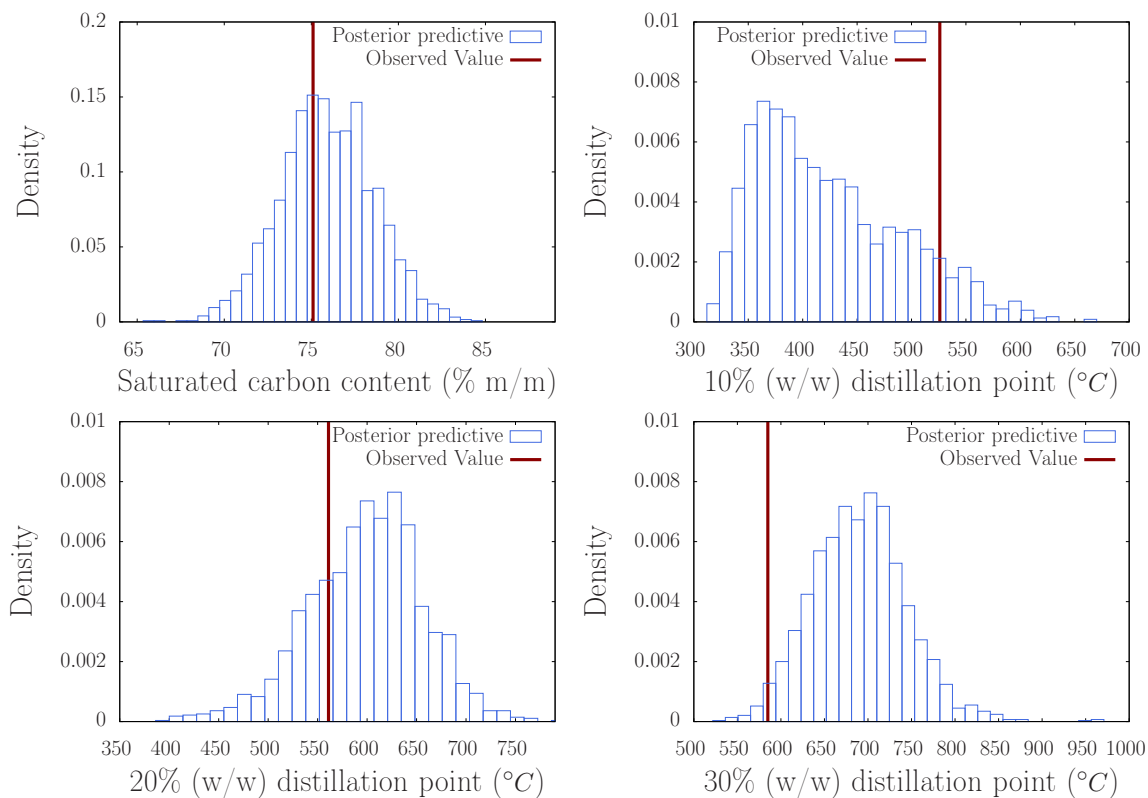 0.2
0.15
0.1
0.05
0
Density
65 70 75 80 85
Saturated carbon content (% m/m)
Posterior predictive
Observed Value
0.01
0.008
0.006
0.004
0.002
0
Density
300 350 400 450 500 550 600 650 700
10% (w/w) distillation point (°C)
Posterior predictive
Observed Value
0.01
0.008
0.006
0.004
0.002
0
Density
350 400 450 500 550 600 650 700 750
20% (w/w) distillation point (°C)
Posterior predictive
Observed Value
0.01
0.008
0.006
0.004
0.002
0
Density
500 550 600 650 700 750 800 850 900 950 1000
30% (w/w) distillation point (°C)
Posterior predictive
Observed Value